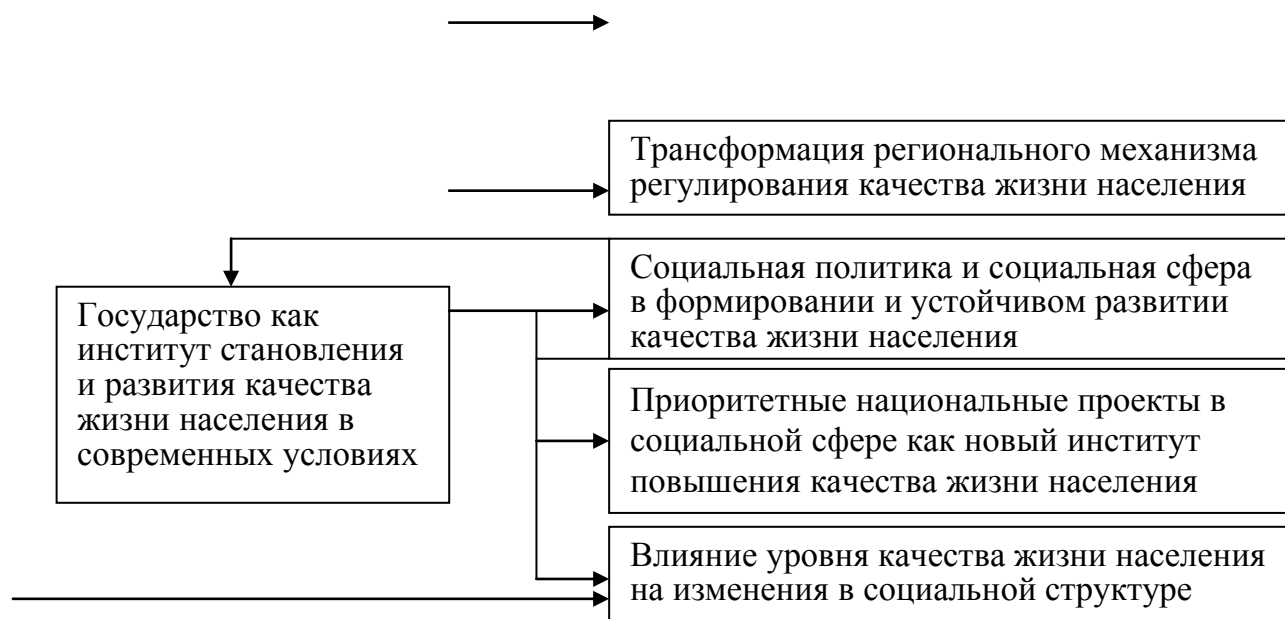 Трансформация регионального механизма
регулирования качества жизни населения
Социальная политика и социальная сфера
в формировании и устойчивом развитии
качества жизни населения
Государство как
институт становления
и развития качества
жизни населения в
современных условиях
Приоритетные национальные проекты в
социальной сфере как новый институт
повышения качества жизни населения
Влияние уровня качества жизни населения
на изменения в социальной структуре